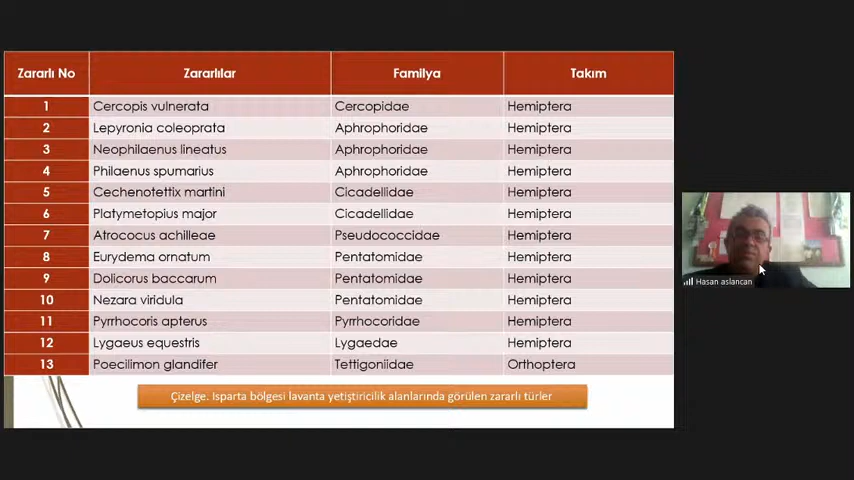 Zararlı No Zararlılar Familya Takım
1 Cercopis vulnerata Cercopidae Hemiptera
2 Lepyronia coleoprata Aphrophoridae Hemiptera
3 Neophilaenus lineatus Aphrophoridae Hemiptera
4 Philaenus spumarius Aphrophoridae Hemiptera
5 Cechenotettix martini Cicadellidae Hemiptera
6 Platymetopius major Cicadellidae Hemiptera
7 Atrococus achilleae Pseudococcidae Hemiptera
8 Eurydema ornatum Pentatomidae Hemiptera
9 Dolicorus baccarum Pentatomidae Hemiptera
10 Nezara viridula Pentatomidae Hemiptera
11 Pyrrhocoris apterus Pyrrhocoridae Hemiptera
12 Lygaeus equestris Lygaedae Hemiptera
13 Poecilimon glandifer Tettigoniidae Orthoptera
Çizelge. Isparta bölgesi lavanta yetiştiricilik alanlarında görülen zararlı türler
Hasan aslancan